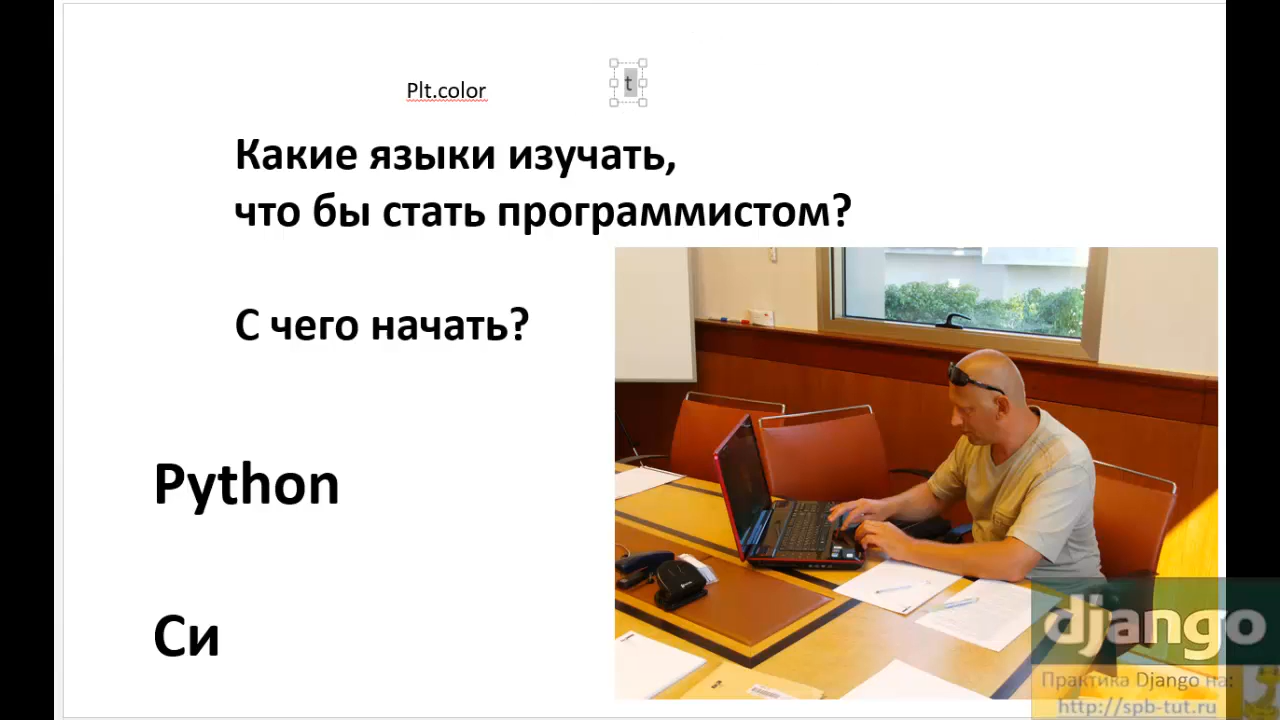 Plt.color
t
Какие языки изучать,
что бы стать программистом?
С чего начать?
Python
Си
django
Практика Django на:
http://spb-tut.ru